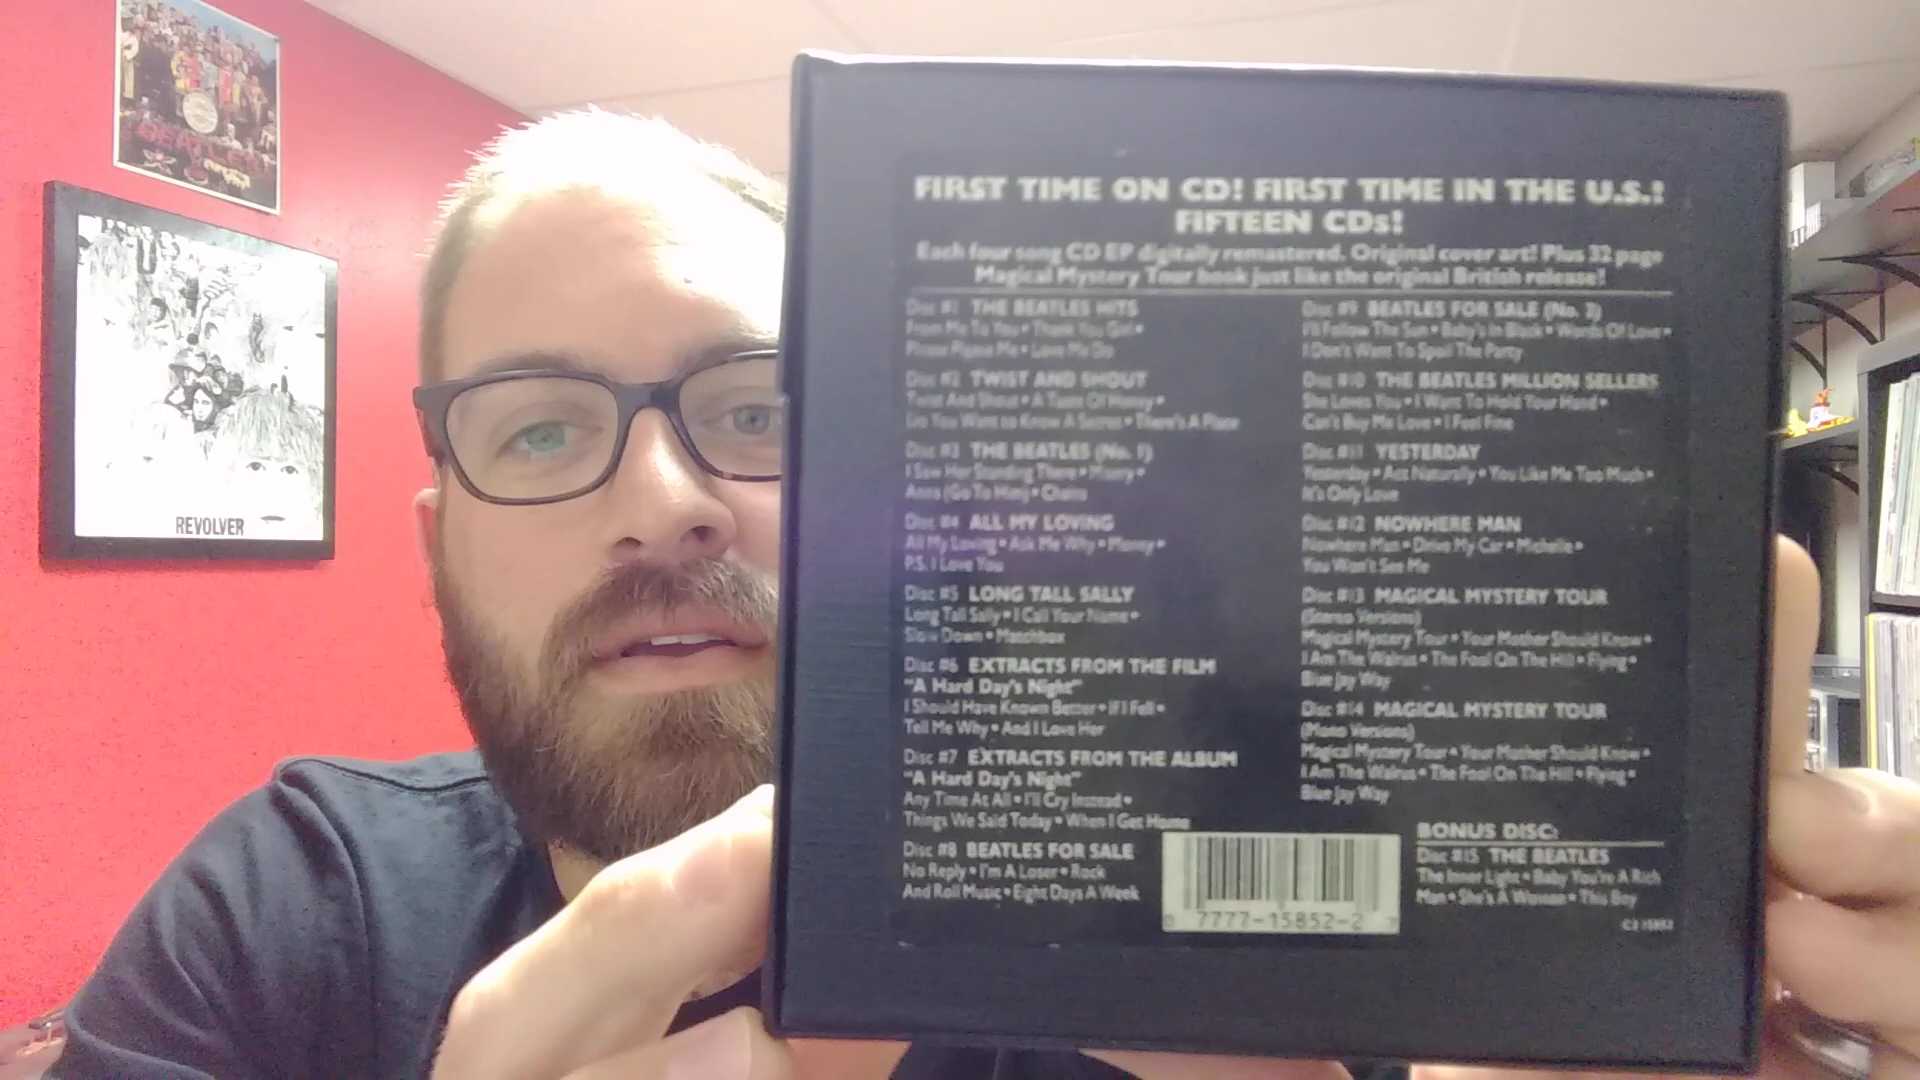 BEATLES
REVOLVER
FIRST TIME ON CD! FIRST TIME IN THE U.S.!
FIFTEEN CDs!
Each four song CD EP digitally remastered. Original cover art! Plus 32 page
Magical Mystery Tour book just like the original British release!
Disc #1 THE BEATLES HITS
From Me To You • Thank You Girl •
Please Please Me • Love Me Do
Disc #2 TWIST AND SHOUT
Twist And Shout • A Taste Of Honey •
Do You Want to Know A Secret • There's A Place
Disc #3 THE BEATLES (No. 1)
I Saw Her Standing There • Misery •
Anna (Go To Him) • Chains
Disc #4 ALL MY LOVING
All My Loving • Ask Me Why • Money •
P.S. I Love You
Disc #5 LONG TALL SALLY
Long Tall Sally • I Call Your Name •
Slow Down • Matchbox
Disc #6 EXTRACTS FROM THE FILM
"A Hard Day's Night"
I Should Have Known Better • If I Fell •
Tell Me Why • And I Love Her
Disc #7 EXTRACTS FROM THE ALBUM
"A Hard Day's Night"
Any Time At All • I'll Cry Instead •
Things We Said Today • When I Get Home
Disc #8 BEATLES FOR SALE
No Reply • I'm A Loser • Rock
And Roll Music • Eight Days A Week
Disc #9 BEATLES FOR SALE (No. 2)
I'll Follow The Sun • Baby's In Black • Words Of Love •
I Don't Want To Spoil The Party
Disc #10 THE BEATLES MILLION SELLERS
She Loves You • I Want To Hold Your Hand •
Can't Buy Me Love • I Feel Fine
Disc #11 YESTERDAY
Yesterday • Act Naturally • You Like Me Too Much •
It's Only Love
Disc #12 NOWHERE MAN
Nowhere Man • Drive My Car • Michelle •
You Won't See Me
Disc #13 MAGICAL MYSTERY TOUR
(Stereo Versions)
Magical Mystery Tour • Your Mother Should Know •
I Am The Walrus • The Fool On The Hill • Flying •
Blue Jay Way
Disc #14 MAGICAL MYSTERY TOUR
(Mono Versions)
Magical Mystery Tour • Your Mother Should Know •
I Am The Walrus • The Fool On The Hill • Flying •
Blue Jay Way
BONUS DISC:
Disc #15 THE BEATLES
The Inner Light • Baby You're A Rich
Man • She's A Woman • This Boy
0 7777-15852-2